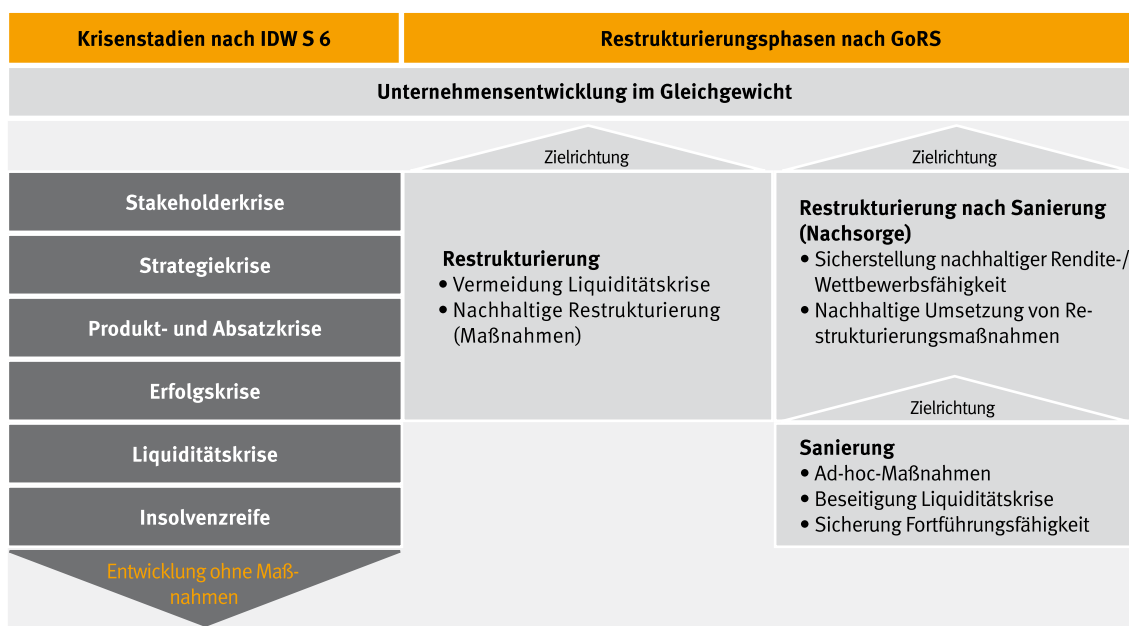 Krisenstadien nach IDW S 6
Restrukturierungsphasen nach GoRS
Unternehmensentwicklung im Gleichgewicht
Zielrichtung
Zielrichtung
Stakeholderkrise
Strategiekrise
Produkt- und Absatzkrise
Erfolgskrise
Liquiditätskrise
Insolvenzreife
Entwicklung ohne Maß-
nahmen
Restrukturierung
• Vermeidung Liquiditätskrise
• Nachhaltige Restrukturierung
(Maßnahmen)
Restrukturierung nach Sanierung
(Nachsorge)
• Sicherstellung nachhaltiger Rendite-/
Wettbewerbsfähigkeit
• Nachhaltige Umsetzung von Re-
strukturierungsmaßnahmen
Zielrichtung
Sanierung
• Ad-hoc-Maßnahmen
• Beseitigung Liquiditätskrise
• Sicherung Fortführungsfähigkeit